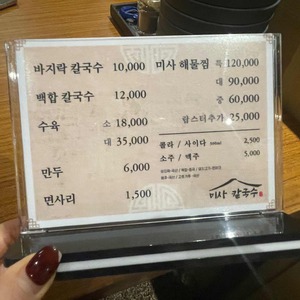 바지락 칼국수 10,000
백합 칼국수 12,000
수육 소 18,000
대 35,000
만두 6,000
면사리 1,500
미사 해물찜 특 120,000
대 90,000
중 60,000
랍스터추가 25,000
콜라 / 사이다 500ml 2,500
소주 / 맥주 5,000
미사 칼국수